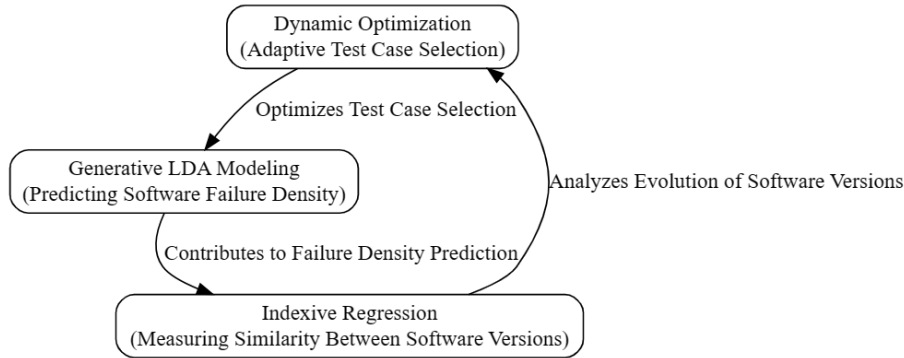 Dynamic Optimization
(Adaptive Test Case Selection)
Optimizes Test Case Selection
Generative LDA Modeling
(Predicting Software Failure Density)
Analyzes Evolution of Software Versions
Contributes to Failure Density Prediction
Indexive Regression
(Measuring Similarity Between Software Versions)